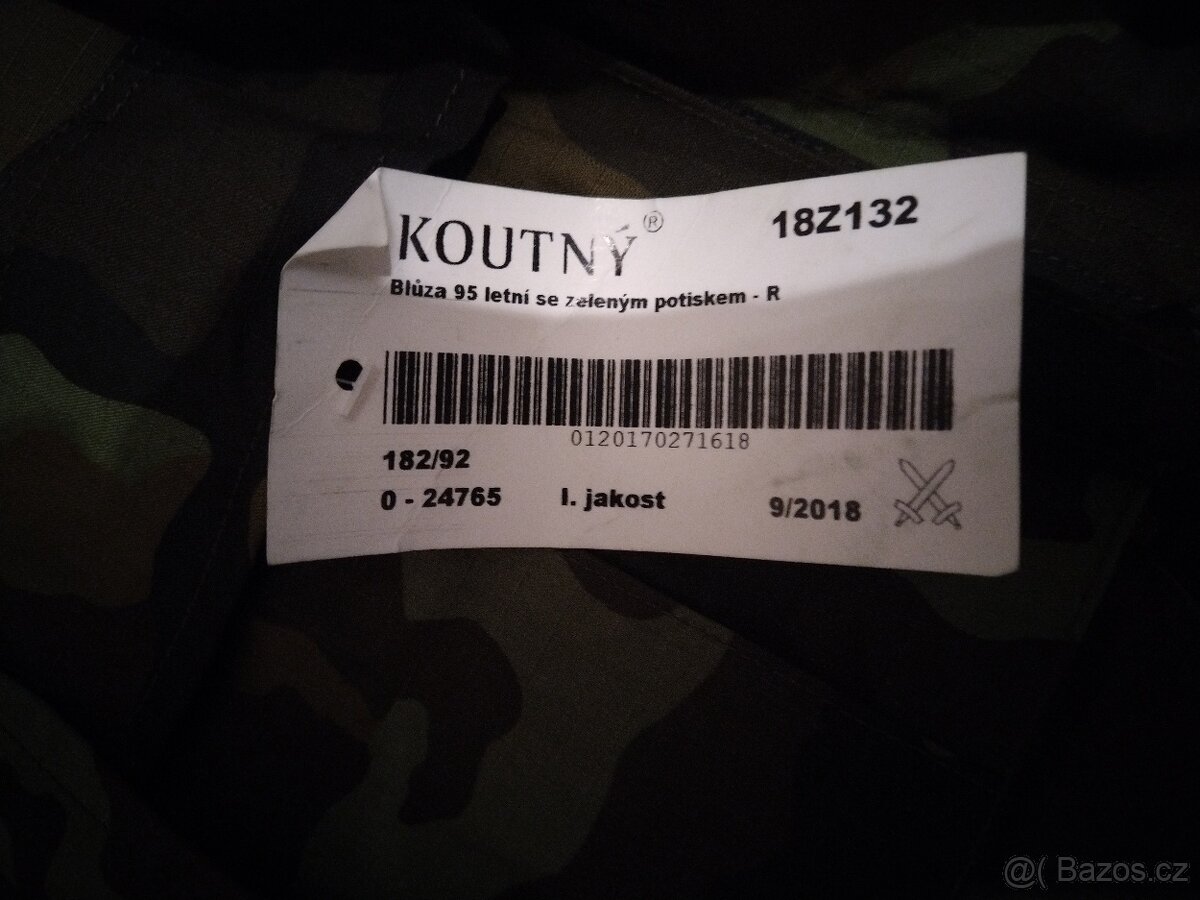 KOUTNÝ ® 18Z132
Blůza 95 letní se zeleným potiskem - R
0120170271618
182/92
0 - 24765 I. jakost 9/2018
@( Bazos.cz